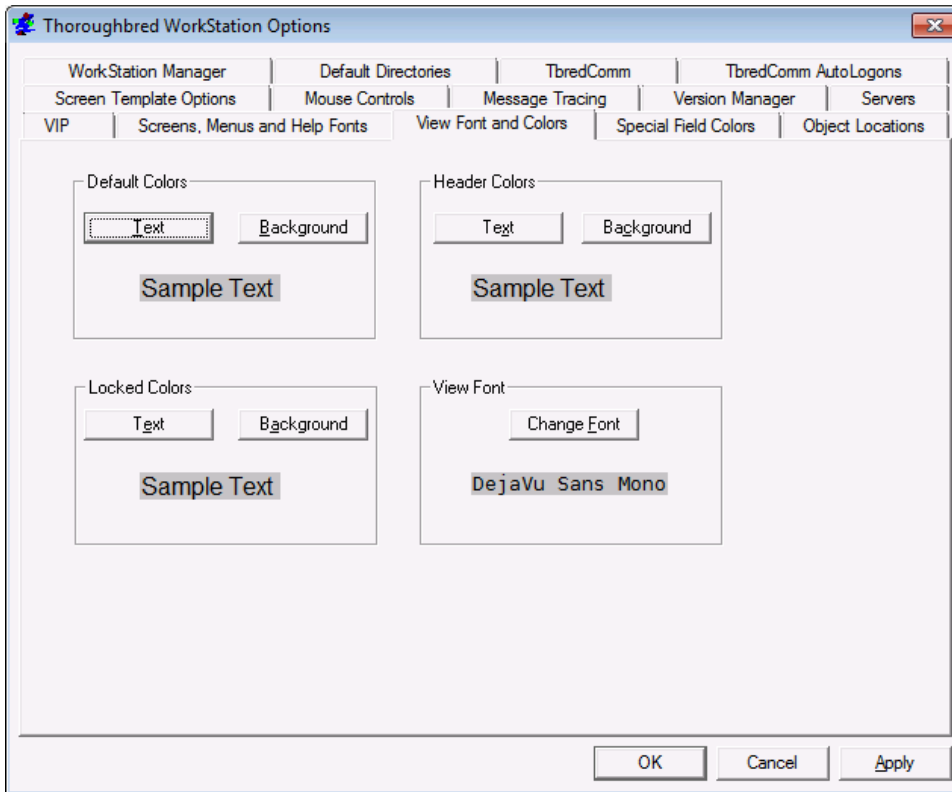 Thoroughbred WorkStation Options
WorkStation Manager Default Directories TbredComm TbredComm AutoLogons
Screen Template Options Mouse Controls Message Tracing Version Manager Servers
VIP Screens, Menus and Help Fonts View Font and Colors Special Field Colors Object Locations
Default Colors Header Colors
Text Background Text Background
Sample Text Sample Text
Locked Colors View Font
Text Background Change Font
Sample Text DejaVu Sans Mono
OK Cancel Apply